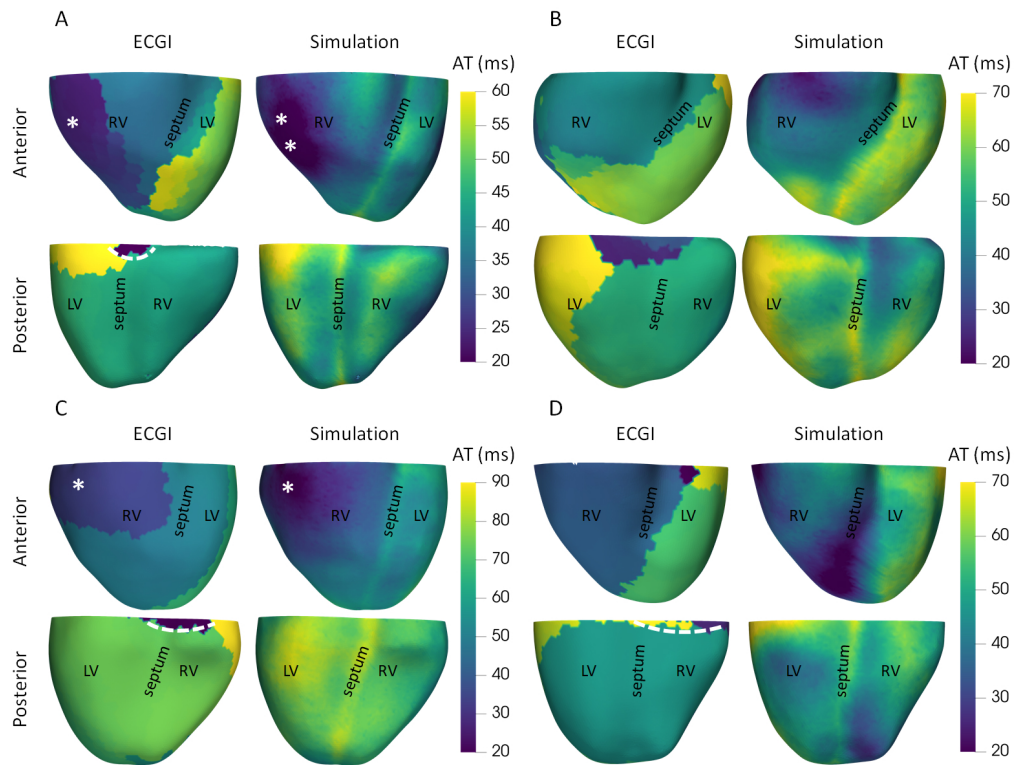 A
ECGI Simulation
AT (ms)
Anterior
* RV septum LV
* * RV septum LV
60
55
50
45
40
35
30
25
20
Posterior
LV septum RV
LV septum RV
B
ECGI Simulation
AT (ms)
RV septum LV
RV septum LV
70
60
50
40
30
20
LV septum RV
LV septum RV
C
ECGI Simulation
AT (ms)
Anterior
* RV septum LV
* RV septum LV
90
80
70
60
50
40
30
20
Posterior
LV septum RV
LV septum RV
D
ECGI Simulation
AT (ms)
RV septum LV
RV septum LV
70
60
50
40
30
20
LV septum RV
LV septum RV